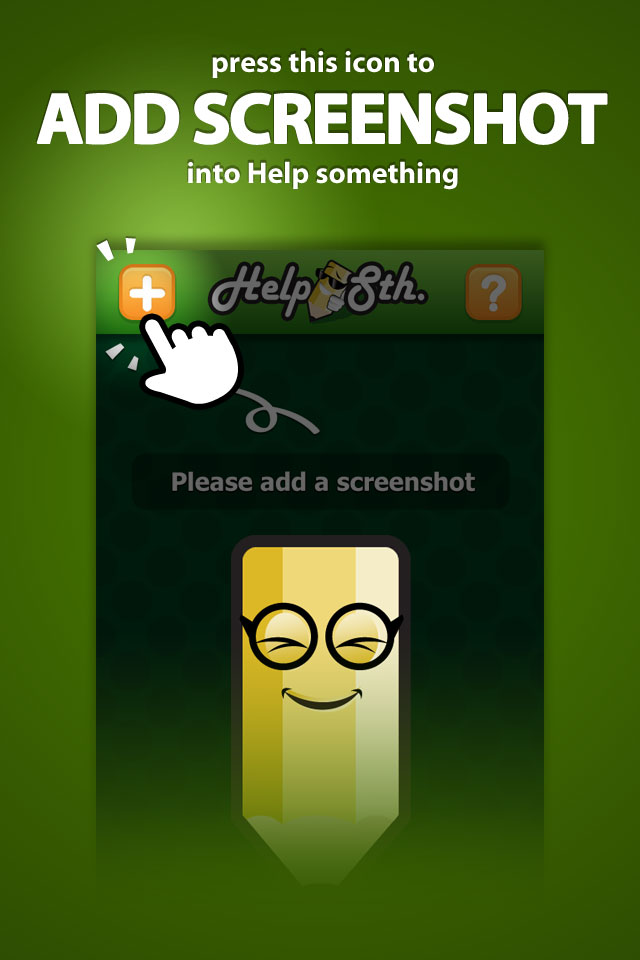 press this icon to
ADD SCREENSHOT
into Help something
Help Sth.
?
Please add a screenshot